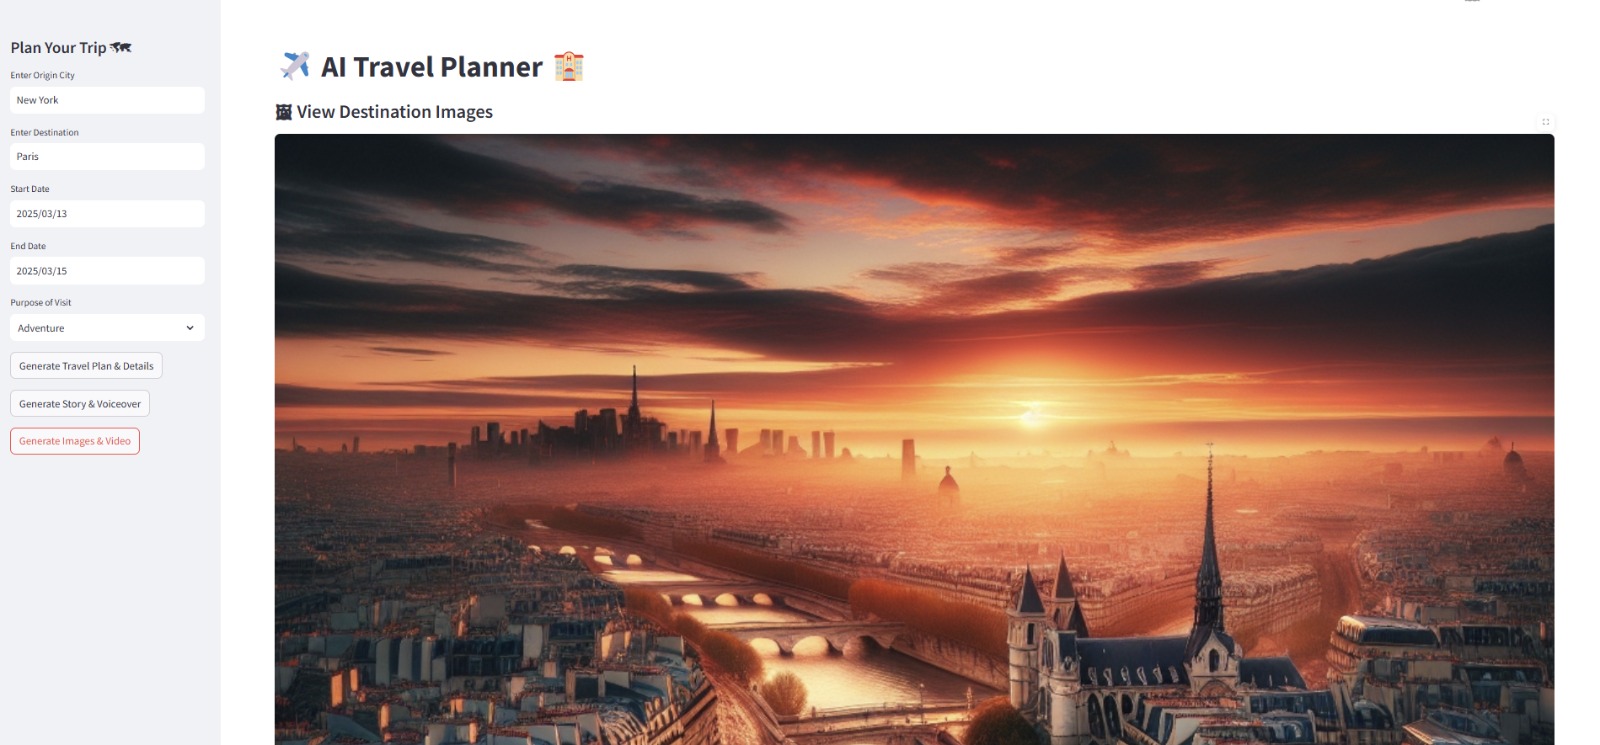 Plan Your Trip
Enter Origin City
New York
Enter Destination
Paris
Start Date
2025/03/13
End Date
2025/03/15
Purpose of Visit
Adventure
Generate Travel Plan & Details
Generate Story & Voiceover
Generate Images & Video
AI Travel Planner
View Destination Images